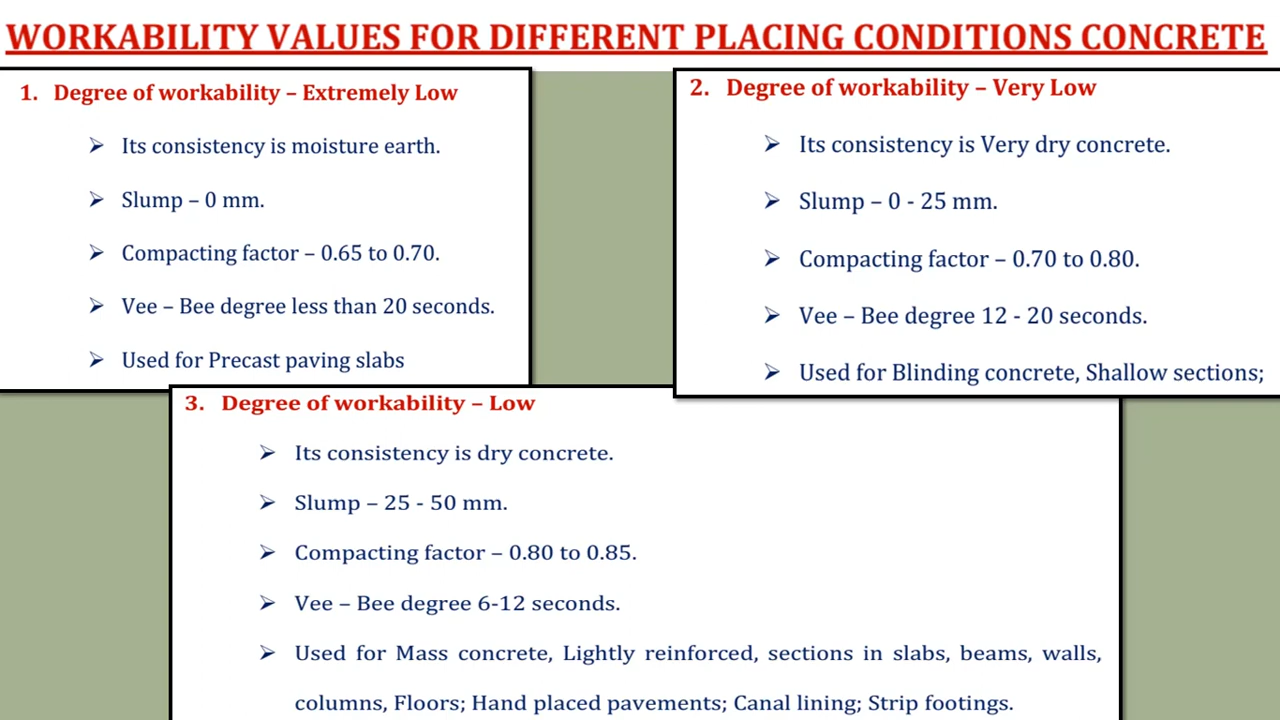 WORKABILITY VALUES FOR DIFFERENT PLACING CONDITIONS CONCRETE
1. Degree of workability – Extremely Low
➢ Its consistency is moisture earth.
➢ Slump – 0 mm.
➢ Compacting factor – 0.65 to 0.70.
➢ Vee – Bee degree less than 20 seconds.
➢ Used for Precast paving slabs
2. Degree of workability – Very Low
➢ Its consistency is Very dry concrete.
➢ Slump – 0 - 25 mm.
➢ Compacting factor – 0.70 to 0.80.
➢ Vee – Bee degree 12 - 20 seconds.
➢ Used for Blinding concrete, Shallow sections;
3. Degree of workability – Low
➢ Its consistency is dry concrete.
➢ Slump – 25 - 50 mm.
➢ Compacting factor – 0.80 to 0.85.
➢ Vee – Bee degree 6-12 seconds.
➢ Used for Mass concrete, Lightly reinforced, sections in slabs, beams, walls,
columns, Floors; Hand placed pavements; Canal lining; Strip footings.